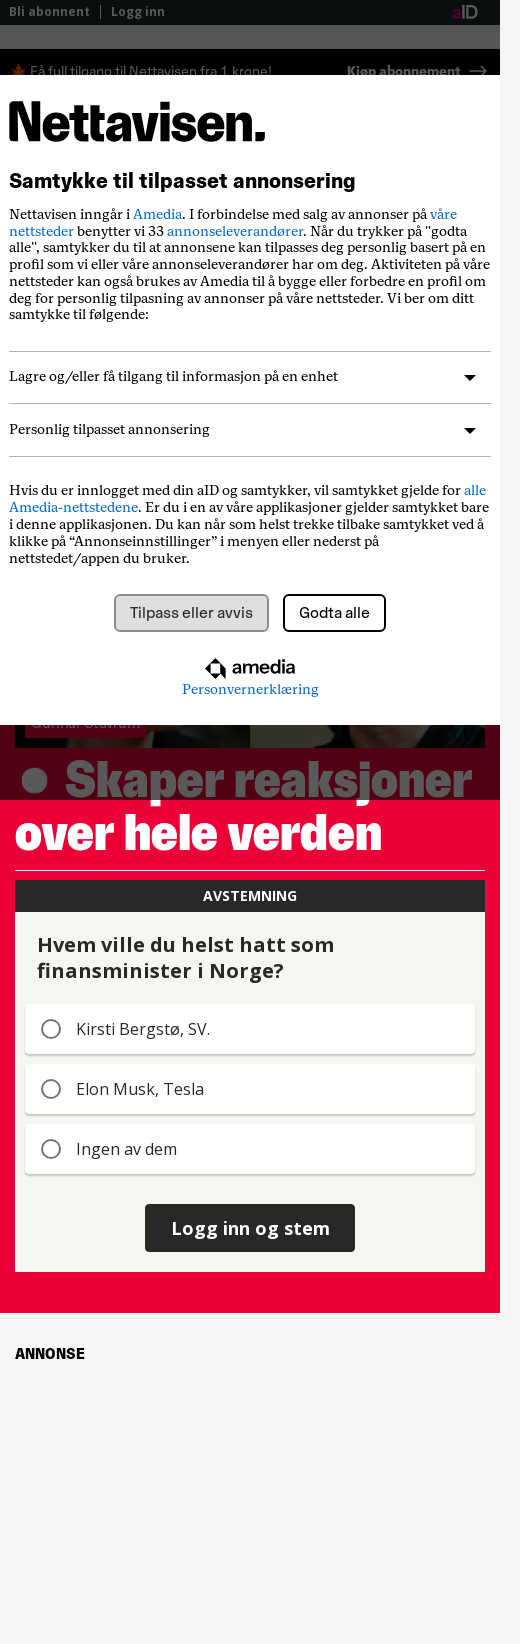 Bli abonnent | Logg inn
aID
🍁 Få full tilgang til Nettavisen fra 1 krone!
Kjøp abonnement →
Nettavisen.
Samtykke til tilpasset annonsering
Nettavisen inngår i Amedia. I forbindelse med salg av annonser på våre
nettsteder benytter vi 33 annonseleverandører. Når du trykker på "godta
alle", samtykker du til at annonsene kan tilpasses deg personlig basert på en
profil som vi eller våre annonseleverandører har om deg. Aktiviteten på våre
nettsteder kan også brukes av Amedia til å bygge eller forbedre en profil om
deg for personlig tilpasning av annonser på våre nettsteder. Vi ber om ditt
samtykke til følgende:
Lagre og/eller få tilgang til informasjon på en enhet
Personlig tilpasset annonsering
Hvis du er innlogget med din aID og samtykker, vil samtykket gjelde for alle
Amedia-nettstedene. Er du i en av våre applikasjoner gjelder samtykket bare
i denne applikasjonen. Du kan når som helst trekke tilbake samtykket ved å
klikke på “Annonseinnstillinger” i menyen eller nederst på
nettstedet/appen du bruker.
Tilpass eller avvis
Godta alle
amedia
Personvernerklæring
Gunnar Stavrum
● Skaper reaksjoner
over hele verden
AVSTEMNING
Hvem ville du helst hatt som
finansminister i Norge?
Kirsti Bergstø, SV.
Elon Musk, Tesla
Ingen av dem
Logg inn og stem
ANNONSE